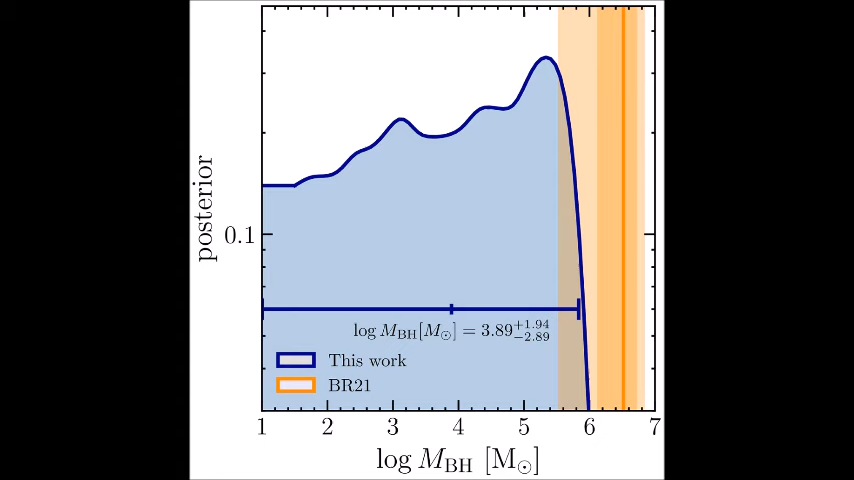 posterior
0.1
log M_BH[M_⊙] = 3.89^{+1.94}_{−2.89}
This work
BR21
1 2 3 4 5 6 7
log M_BH [M_⊙]